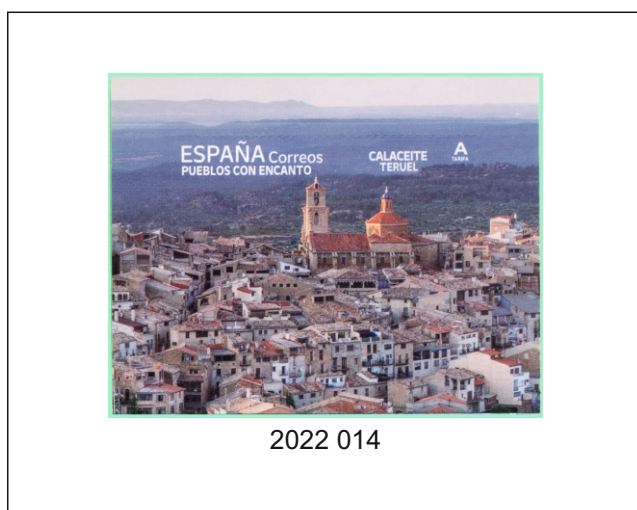 ESPAÑA Correos
PUEBLOS CON ENCANTO
CALACEITE
TERUEL
A
TARIFA
2022 014